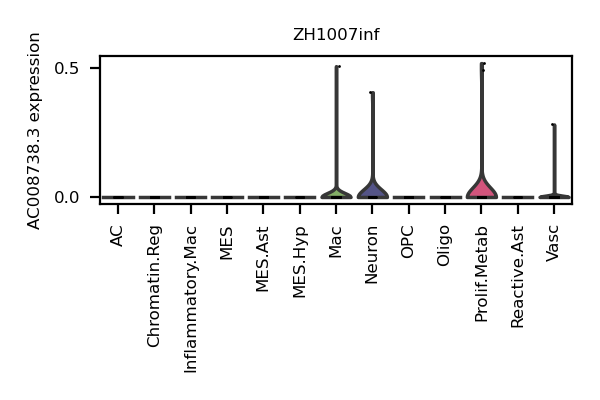 ZH1007inf
AC008738.3 expression
0.5
0.0
AC
Chromatin.Reg
Inflammatory.Mac
MES
MES.Ast
MES.Hyp
Mac
Neuron
OPC
Oligo
Prolif.Metab
Reactive.Ast
Vasc